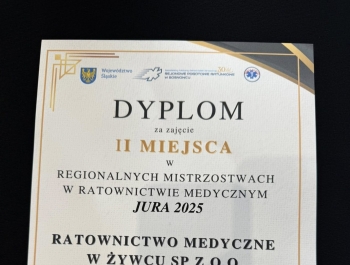 Województwo
Śląskie
DYPLOM
za zajęcie
II MIEJSCA
w
REGIONALNYCH MISTRZOSTWACH
W RATOWNICTWIE MEDYCZNYM
JURA 2025
RATOWNICTWO MEDYCZNE
W ŻYWCU SP Z.O.O